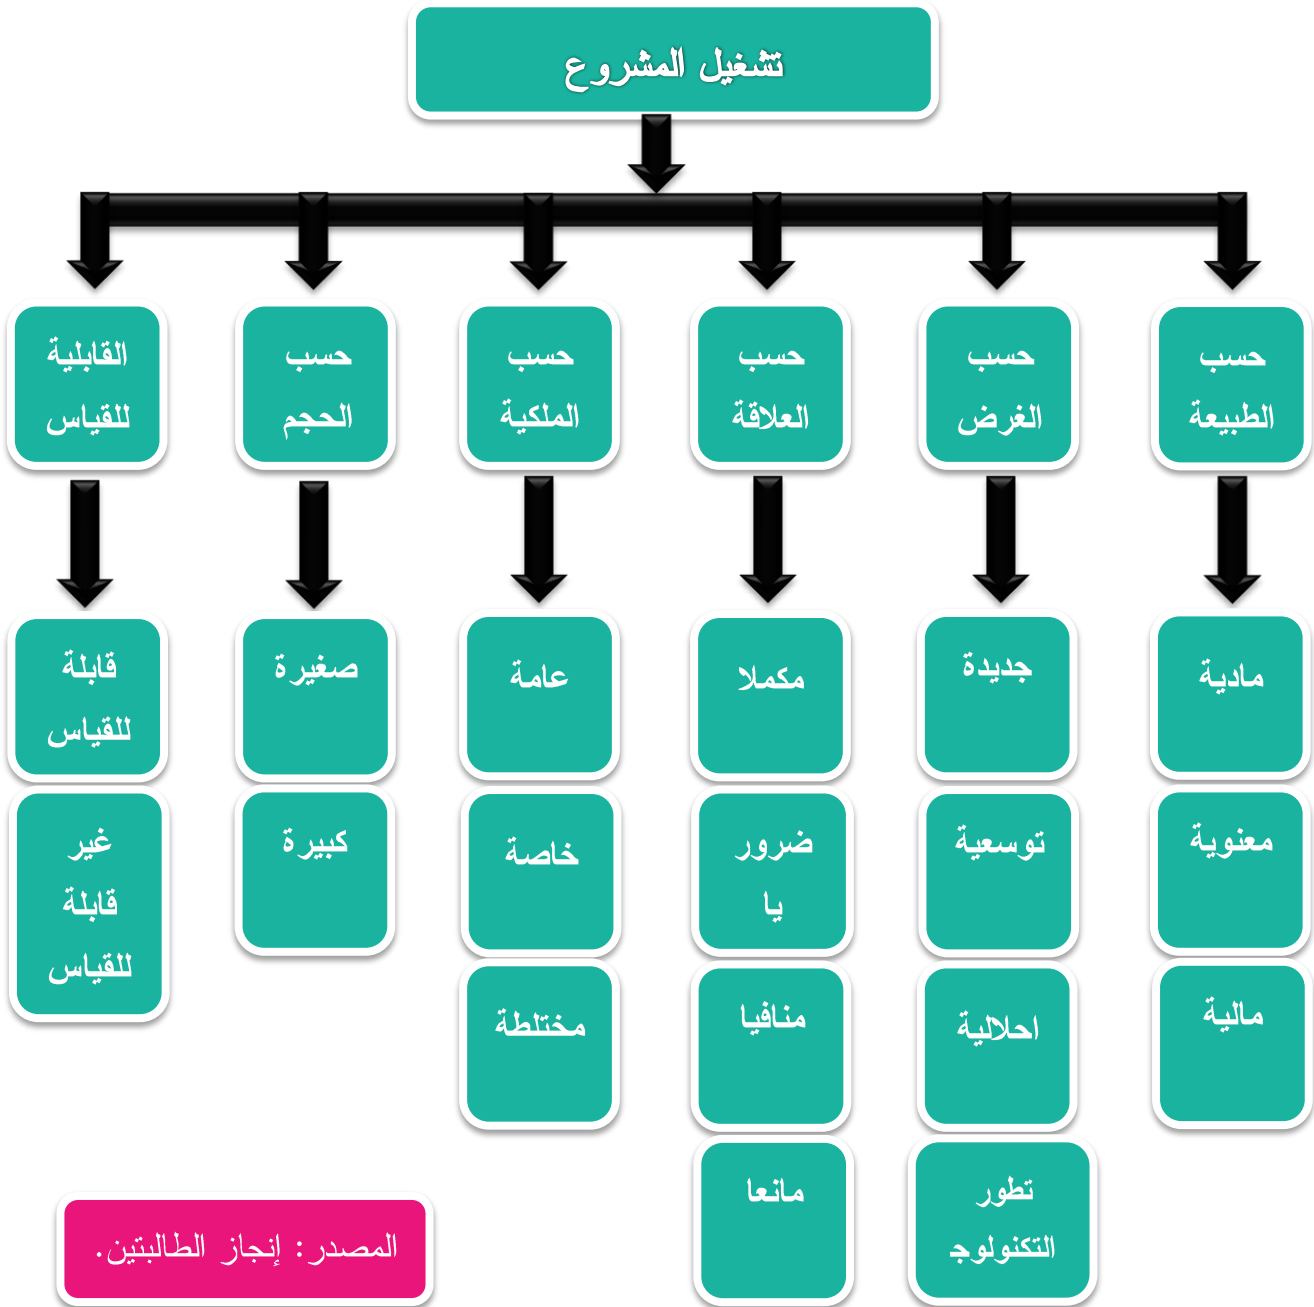 تشغيل المشروع
حسب
الطبيعة
حسب
الغرض
حسب
العلاقة
حسب
الملكية
حسب
الحجم
القابلية
للقياس
مادية
جديدة
مكملا
عامة
صغيرة
قابلة
للقياس
معنوية
توسعية
ضرور
يا
خاصة
كبيرة
غير
قابلة
للقياس
مالية
احلالية
منافيا
مختلطة
تطور
التكنولوج
مانعا
المصدر: إنجاز الطالبتين.